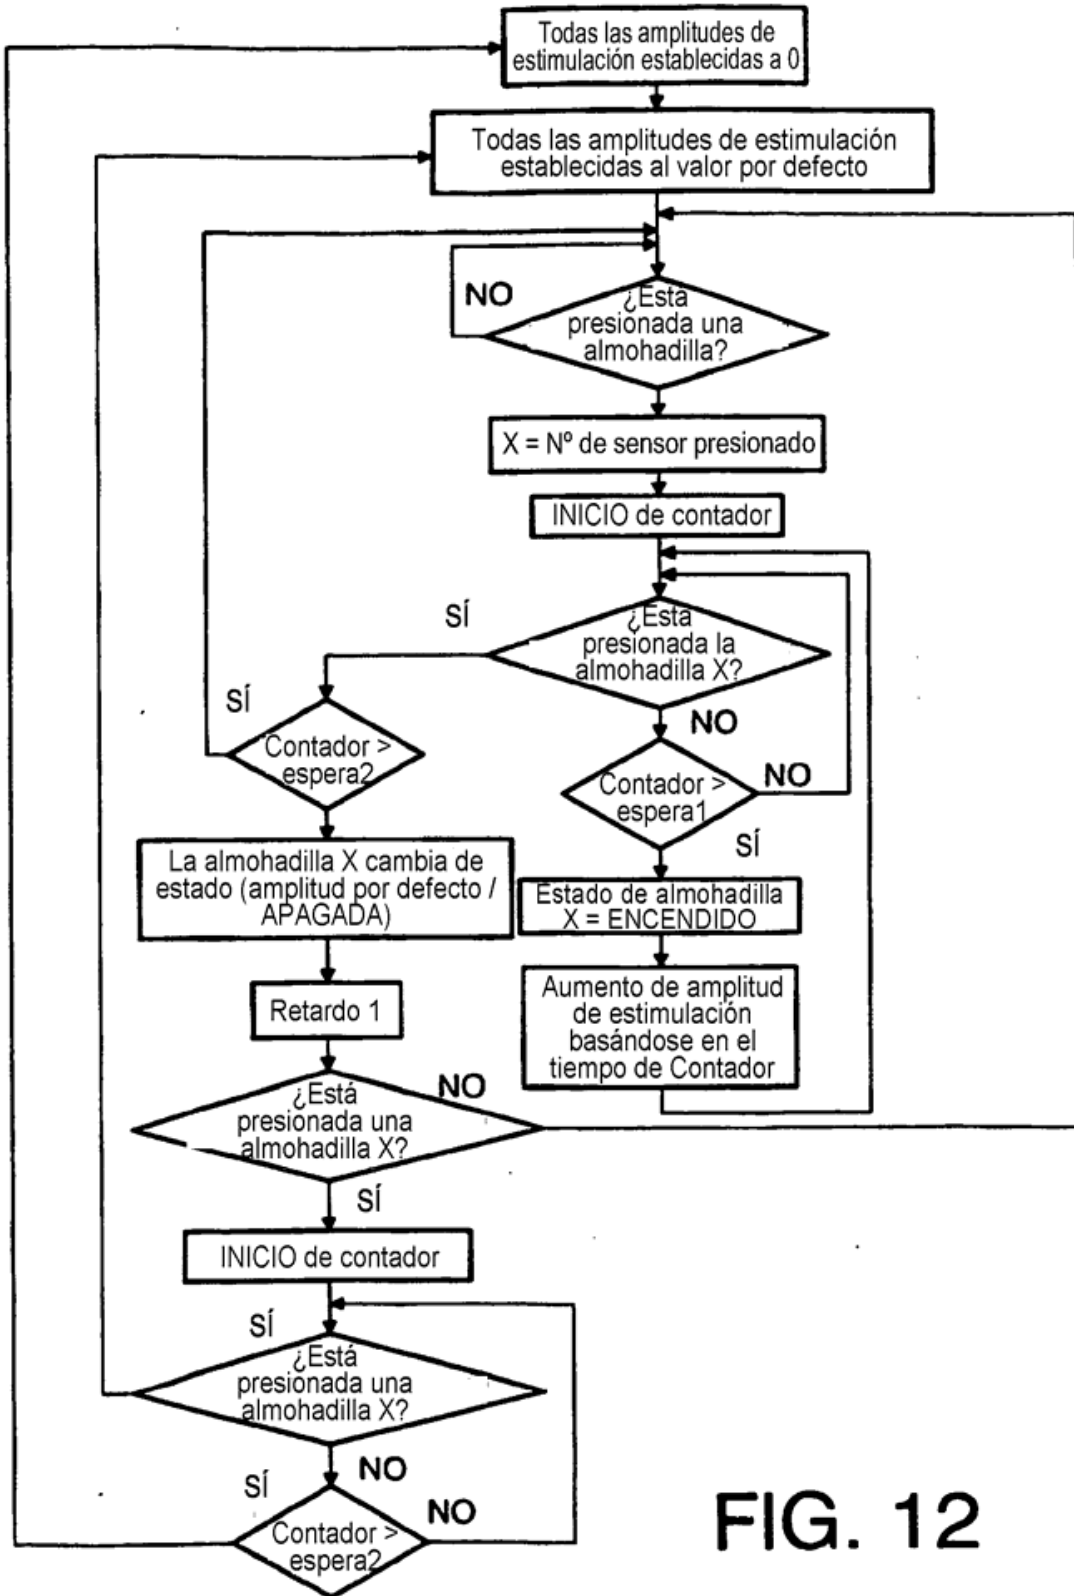 Todas las amplitudes de
estimulación establecidas a 0
Todas las amplitudes de estimulación
establecidas al valor por defecto
NO
¿Esta
presionada una
almohadilla?
X = Nº de sensor presionado
INICIO de contador
SÍ
¿Esta
presionada la
almohadilla X?
SÍ
NO
Contador >
espera2
Contador >
espera1
NO
SÍ
La almohadilla X cambia de
estado (amplitud por defecto /
APAGADA)
Estado de almohadilla
X = ENCENDIDO
Retardo 1
Aumento de amplitud
de estimulación
basándose en el
tiempo de Contador
NO
¿Está
presionada una
almohadilla X?
SÍ
INICIO de contador
SÍ
¿Está
presionada una
almohadilla X?
NO
SÍ
NO
Contador >
espera2
FIG. 12